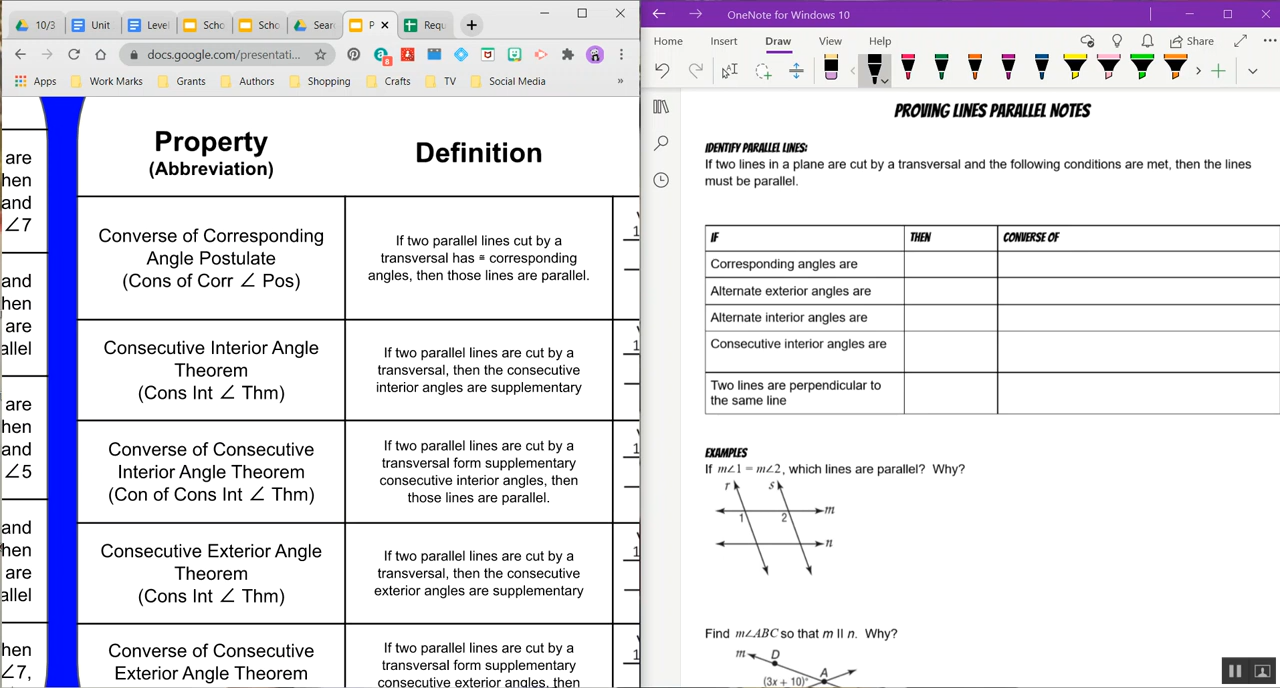 10/3 Unit Level Scho Scho Sear P Requ
docs.google.com/presentati...
8
Apps Work Marks Grants Authors Shopping Crafts TV Social Media »
are
hen
and
∠7
and
hen
are
allel
are
hen
and
∠5
and
hen
are
allel
hen
∠7,
Property
(Abbreviation)
Definition
Converse of Corresponding
Angle Postulate
(Cons of Corr ∠ Pos)
If two parallel lines cut by a
transversal has ≅ corresponding
angles, then those lines are parallel.
1
Consecutive Interior Angle
Theorem
(Cons Int ∠ Thm)
If two parallel lines are cut by a
transversal, then the consecutive
interior angles are supplementary
1
Converse of Consecutive
Interior Angle Theorem
(Con of Cons Int ∠ Thm)
If two parallel lines are cut by a
transversal form supplementary
consecutive interior angles, then
those lines are parallel.
1
Consecutive Exterior Angle
Theorem
(Cons Int ∠ Thm)
If two parallel lines are cut by a
transversal, then the consecutive
exterior angles are supplementary
1
Converse of Consecutive
Exterior Angle Theorem
If two parallel lines are cut by a
transversal form supplementary
consecutive exterior angles, then
1
OneNote for Windows 10
Home Insert Draw View Help Share
PROVING LINES PARALLEL NOTES
IDENTIFY PARALLEL LINES:
If two lines in a plane are cut by a transversal and the following conditions are met, then the lines
must be parallel.
IF THEN CONVERSE OF
Corresponding angles are
Alternate exterior angles are
Alternate interior angles are
Consecutive interior angles are
Two lines are perpendicular to
the same line
EXAMPLES
If m∠1 = m∠2, which lines are parallel? Why?
r s
m
1 2
n
Find m∠ABC so that m || n. Why?
m D
A
(3x + 10)°